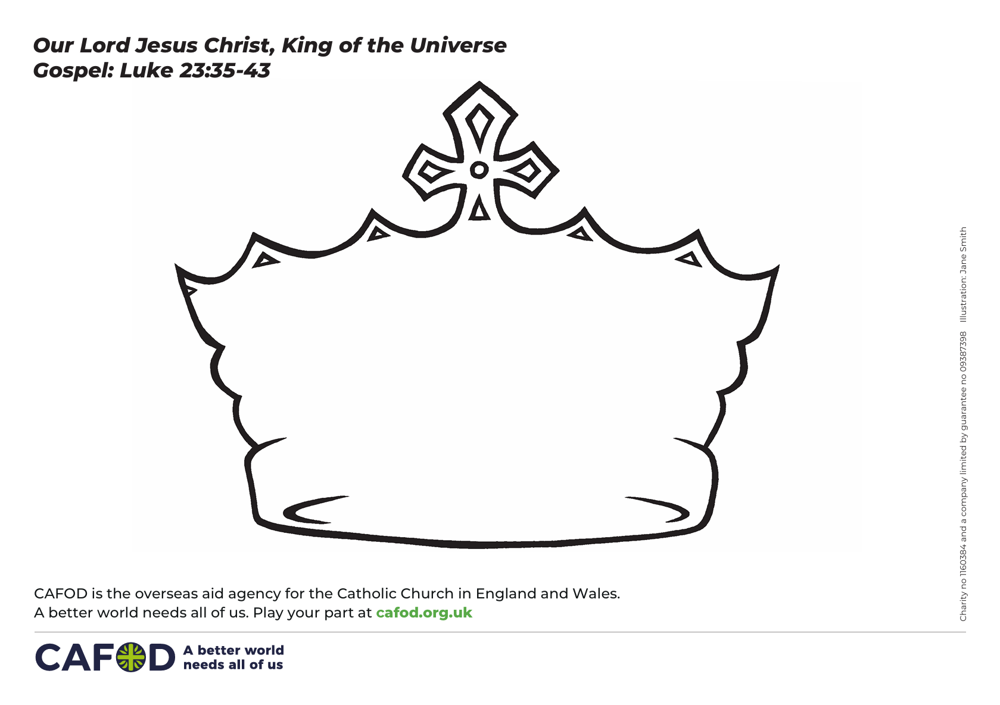 Our Lord Jesus Christ, King of the Universe
Gospel: Luke 23:35-43
Charity no 1160384 and a company limited by guarantee no 09387398 Illustration: Jane Smith
CAFOD is the overseas aid agency for the Catholic Church in England and Wales.
A better world needs all of us. Play your part at cafod.org.uk
CAFOD
A better world
needs all of us